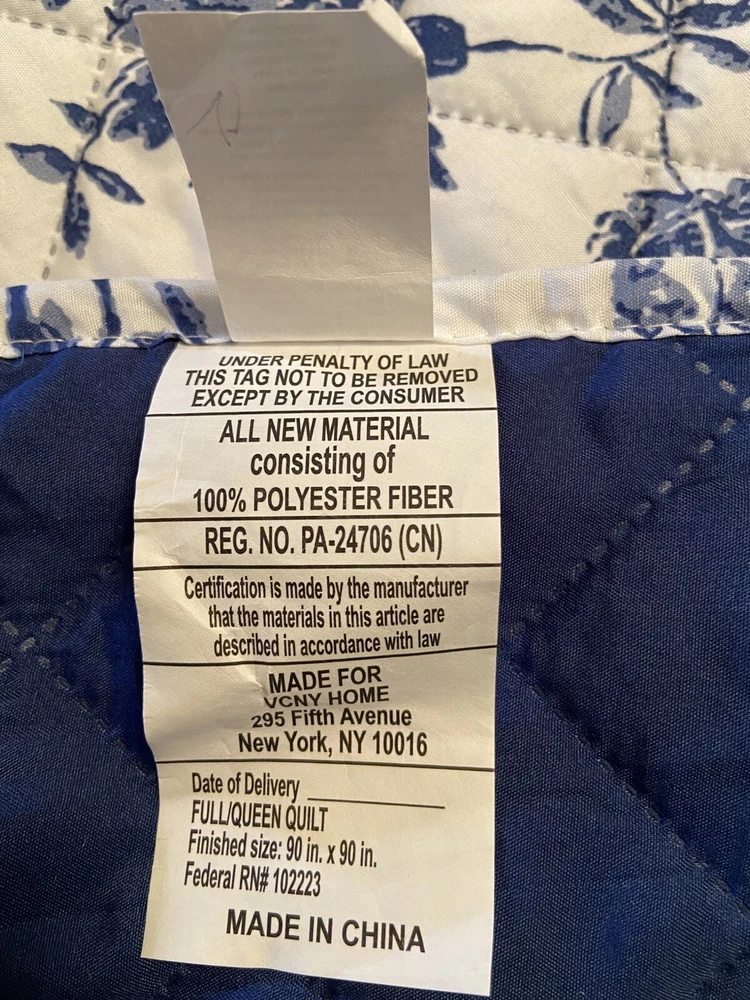 UNDER PENALTY OF LAW
THIS TAG NOT TO BE REMOVED
EXCEPT BY THE CONSUMER
ALL NEW MATERIAL
consisting of
100% POLYESTER FIBER
REG. NO. PA-24706 (CN)
Certification is made by the manufacturer
that the materials in this article are
described in accordance with law
MADE FOR
VCNY HOME
295 Fifth Avenue
New York, NY 10016
Date of Delivery
FULL/QUEEN QUILT
Finished size: 90 in. x 90 in.
Federal RN# 102223
MADE IN CHINA